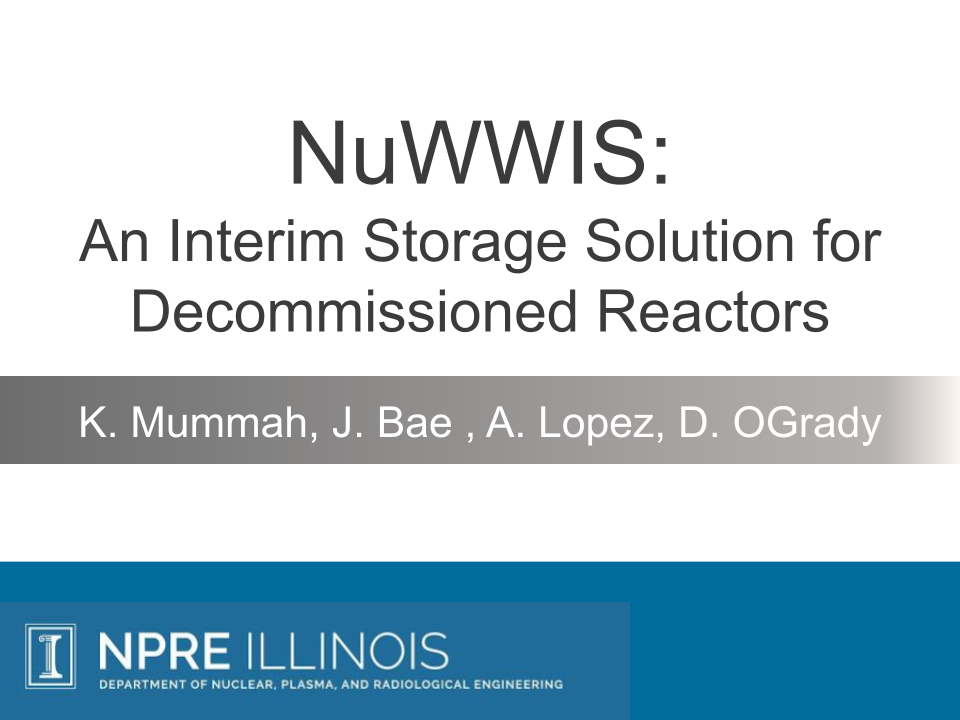 NuWWIS:
An Interim Storage Solution for
Decommissioned Reactors
K. Mummah, J. Bae , A. Lopez, D. OGrady
NPRE ILLINOIS
DEPARTMENT OF NUCLEAR, PLASMA, AND RADIOLOGICAL ENGINEERING